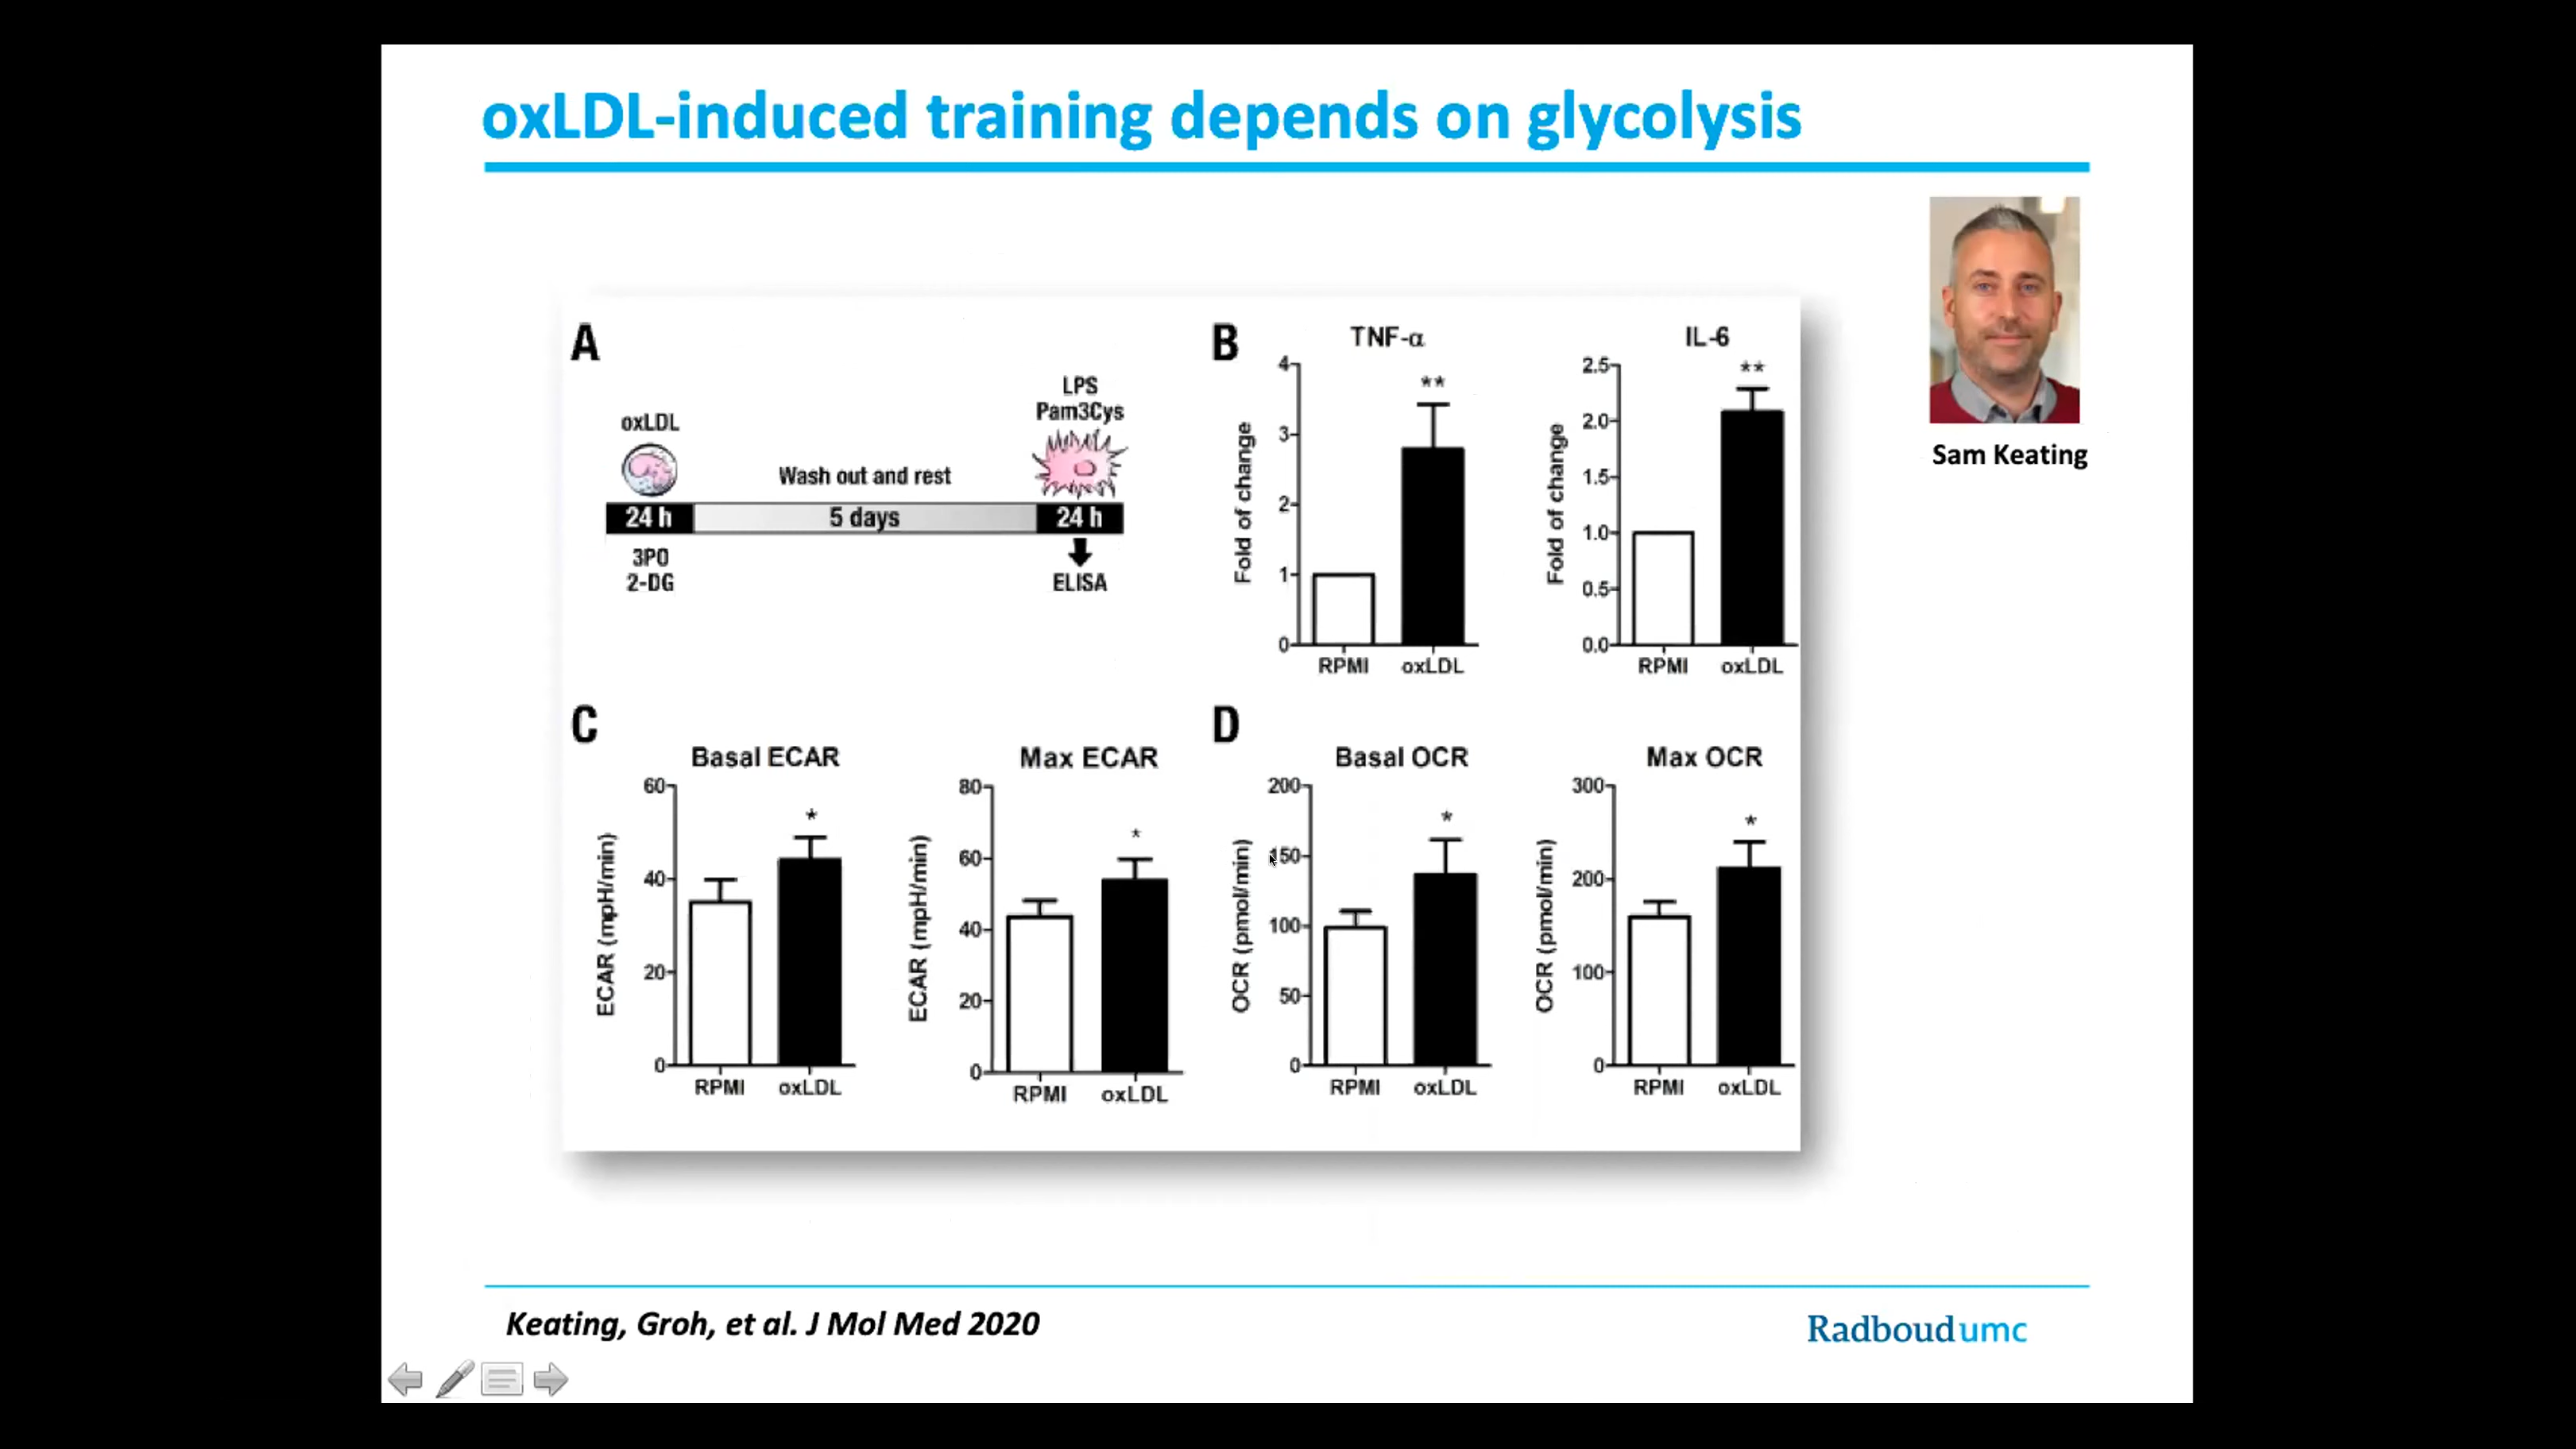 oxLDL-induced training depends on glycolysis
Sam Keating
A
oxLDL
LPS
Pam3Cys
Wash out and rest
24 h
5 days
24 h
3PO
2-DG
ELISA
B
TNF-α
Fold of change
4
3
2
1
0
**
RPMI
oxLDL
IL-6
Fold of change
2.5
2.0
1.5
1.0
0.5
0.0
**
RPMI
oxLDL
C
Basal ECAR
ECAR (mpH/min)
60
40
20
0
*
RPMI
oxLDL
Max ECAR
ECAR (mpH/min)
80
60
40
20
0
*
RPMI
oxLDL
D
Basal OCR
OCR (pmol/min)
200
150
100
50
0
*
RPMI
oxLDL
Max OCR
OCR (pmol/min)
300
200
100
0
*
RPMI
oxLDL
Keating, Groh, et al. J Mol Med 2020
Radboudumc